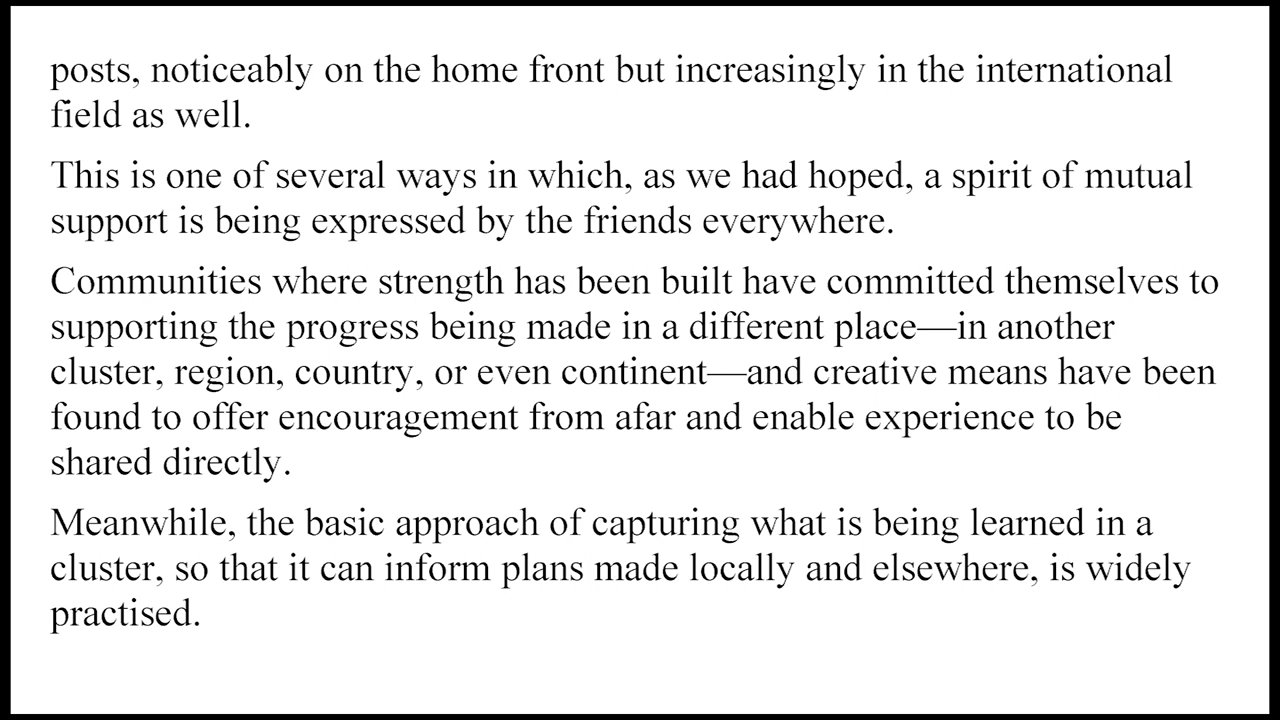 posts, noticeably on the home front but increasingly in the international
field as well.
This is one of several ways in which, as we had hoped, a spirit of mutual
support is being expressed by the friends everywhere.
Communities where strength has been built have committed themselves to
supporting the progress being made in a different place—in another
cluster, region, country, or even continent—and creative means have been
found to offer encouragement from afar and enable experience to be
shared directly.
Meanwhile, the basic approach of capturing what is being learned in a
cluster, so that it can inform plans made locally and elsewhere, is widely
practised.